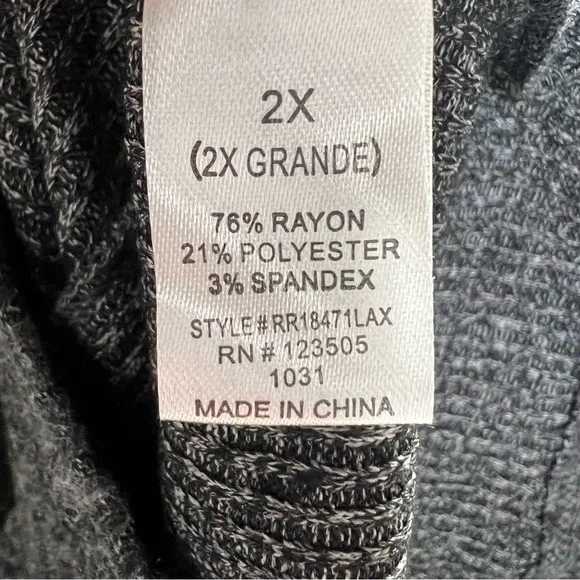 2X
(2X GRANDE)
76% RAYON
21% POLYESTER
3% SPANDEX
STYLE#RR18471LAX
RN # 123505
1031
MADE IN CHINA